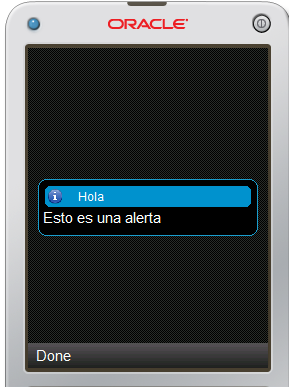 ORACLE
Hola
Esto es una alerta
Done